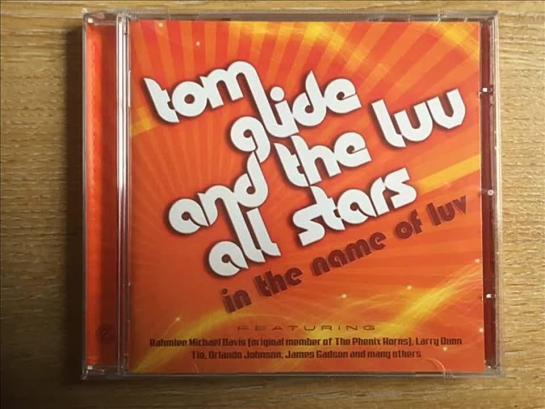 tom
glide
and the luv
all stars
in the name of luv
FEATURING
Rahmlee Michael Davis (original member of The Phenix Horns), Larry Dunn
Tio, Orlando Johnson, James Gadson and many others